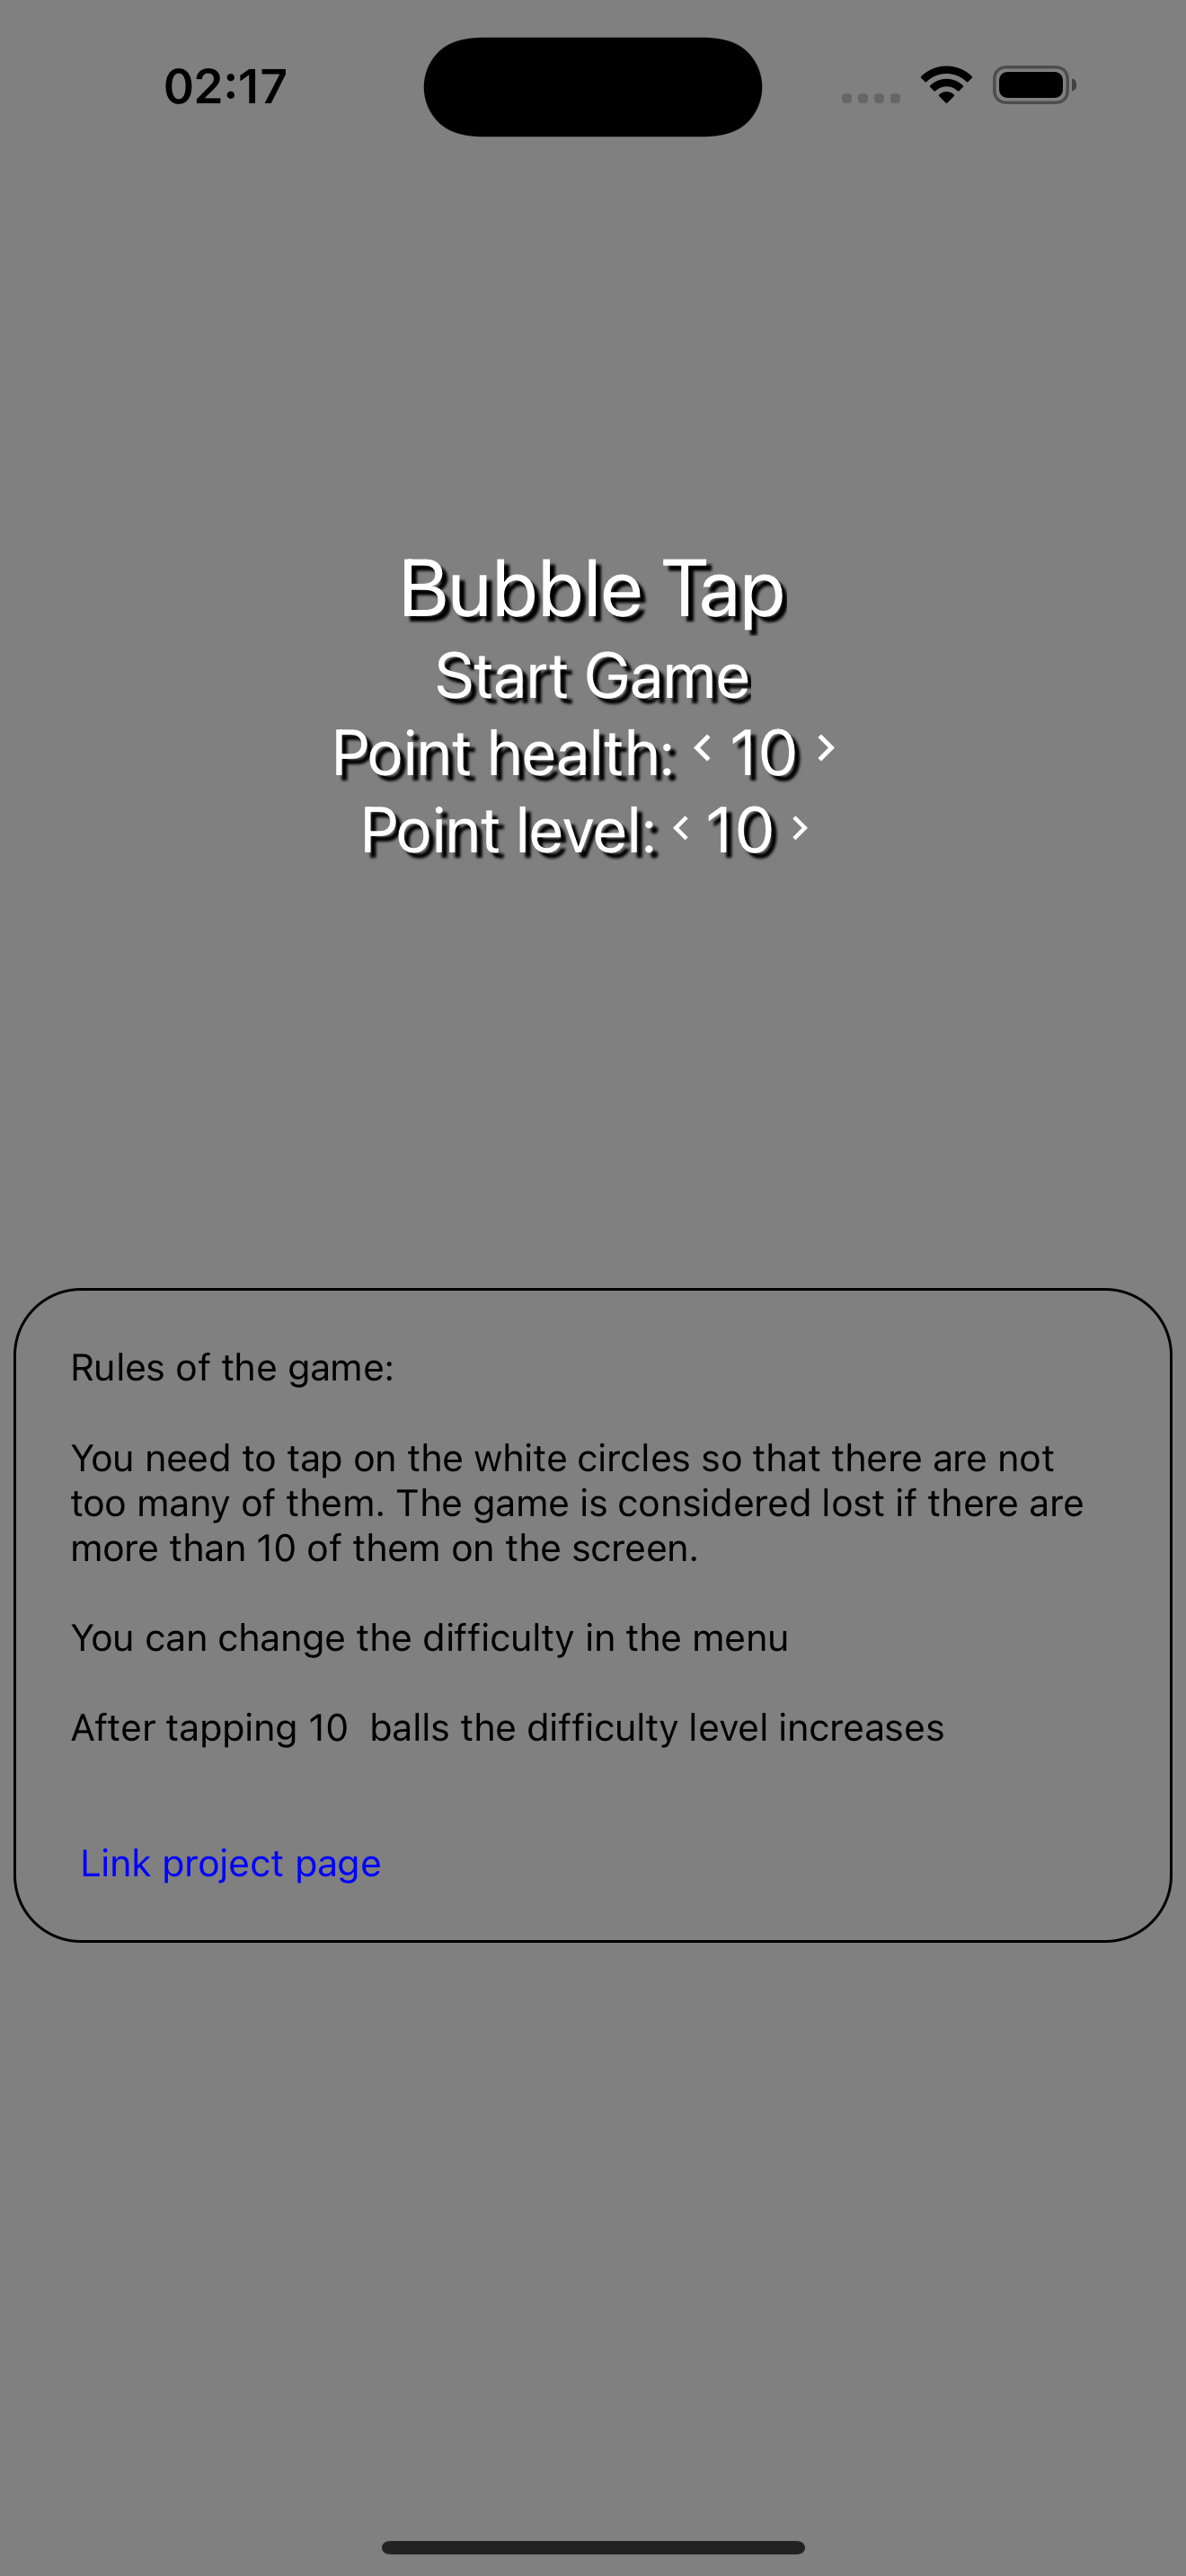 02:17
Bubble Tap
Start Game
Point health: < 10 >
Point level: < 10 >
Rules of the game:
You need to tap on the white circles so that there are not
too many of them. The game is considered lost if there are
more than 10 of them on the screen.
You can change the difficulty in the menu
After tapping 10  balls the difficulty level increases
Link project page